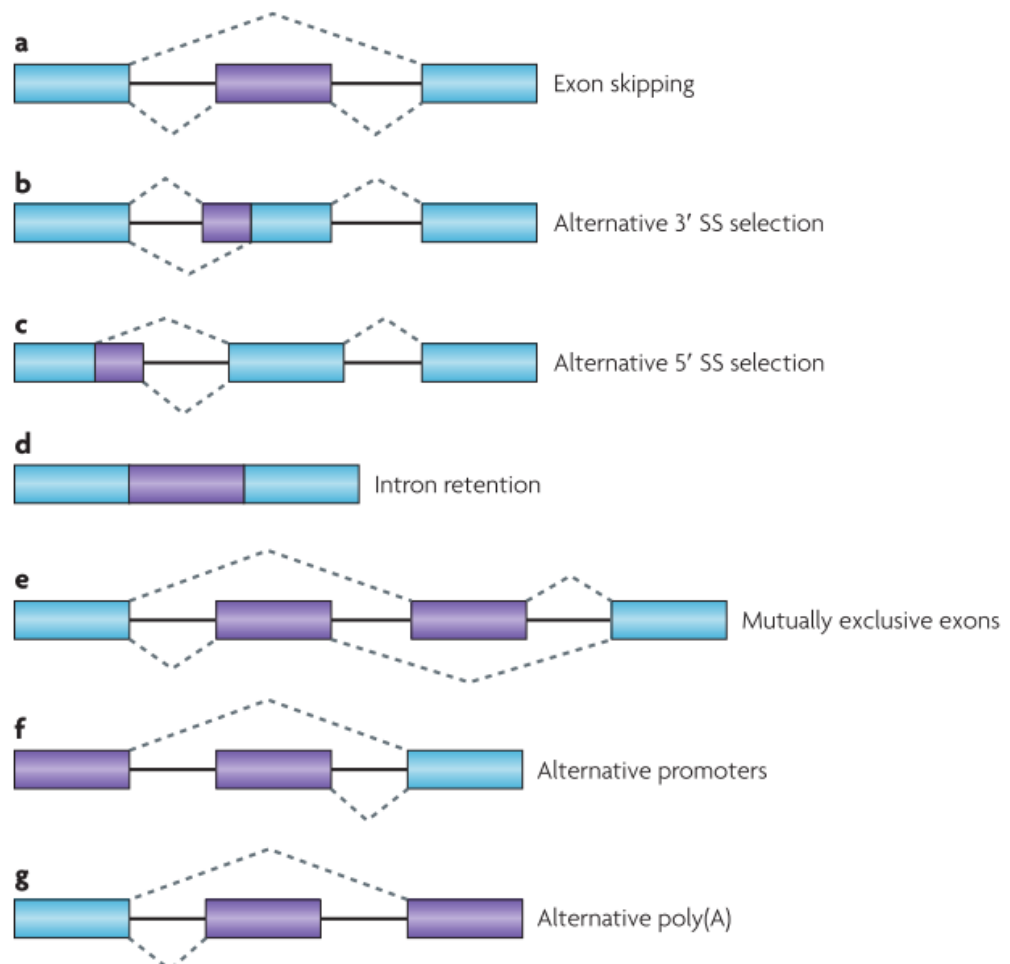 a
Exon skipping
b
Alternative 3′ SS selection
c
Alternative 5′ SS selection
d
Intron retention
e
Mutually exclusive exons
f
Alternative promoters
g
Alternative poly(A)